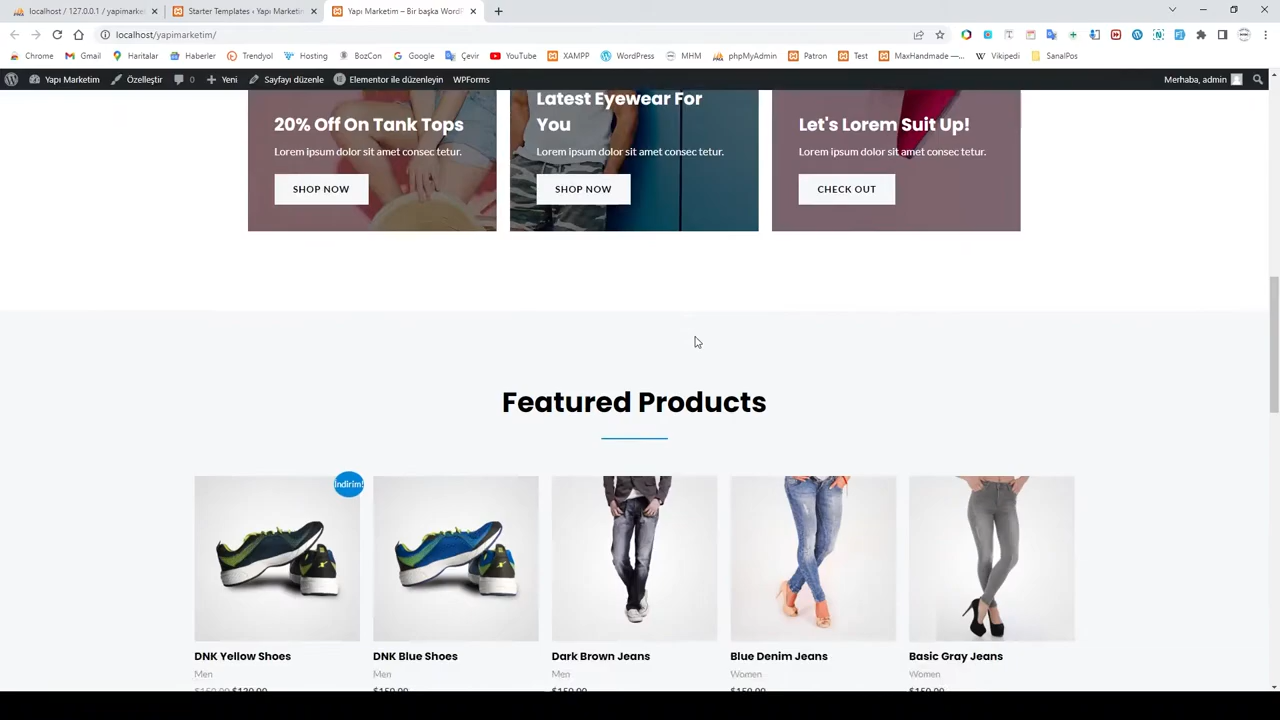 localhost / 127.0.0.1 / yapimarke
Starter Templates ‹ Yapı Marketim
Yapı Marketim – Bir başka WordP
localhost/yapimarketim/
Chrome
Gmail
Haritalar
Haberler
Trendyol
Hosting
BozCon
Google
Çevir
YouTube
XAMPP
WordPress
MHM
phpMyAdmin
Patron
Test
MaxHandmade —...
Vikipedi
SanalPos
Yapı Marketim
Özelleştir
0
Yeni
Sayfayı düzenle
Elementor ile düzenleyin
WPForms
Merhaba, admin
20% Off On Tank Tops
Lorem ipsum dolor sit amet consec tetur.
SHOP NOW
Latest Eyewear For
You
Lorem ipsum dolor sit amet consec tetur.
SHOP NOW
Let's Lorem Suit Up!
Lorem ipsum dolor sit amet consec tetur.
CHECK OUT
Featured Products
İndirim!
DNK Yellow Shoes
Men
$150.00 $120.00
DNK Blue Shoes
Men
$150.00
Dark Brown Jeans
Men
$150.00
Blue Denim Jeans
Women
$150.00
Basic Gray Jeans
Women
$150.00